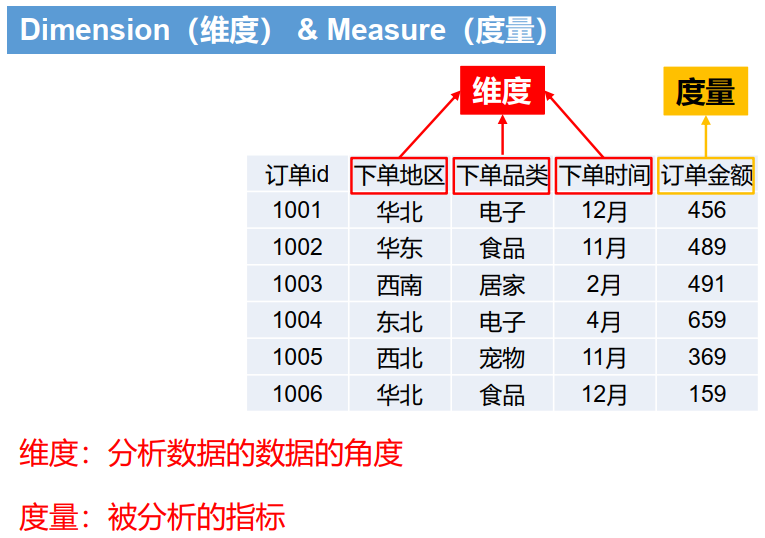 Dimension（维度） & Measure（度量）
维度 度量
订单id 下单地区 下单品类 下单时间 订单金额
1001 华北 电子 12月 456
1002 华东 食品 11月 489
1003 西南 居家 2月 491
1004 东北 电子 4月 659
1005 西北 宠物 11月 369
1006 华北 食品 12月 159
维度：分析数据的数据的角度
度量：被分析的指标